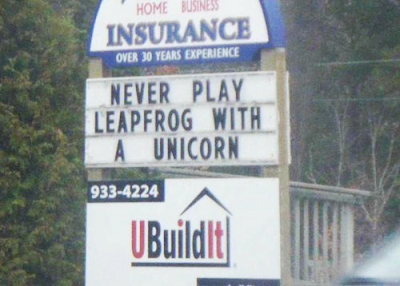 HOME BUSINESS
INSURANCE
OVER 30 YEARS EXPERIENCE
NEVER PLAY
LEAPFROG WITH
A UNICORN
933-4224
UBuildIt